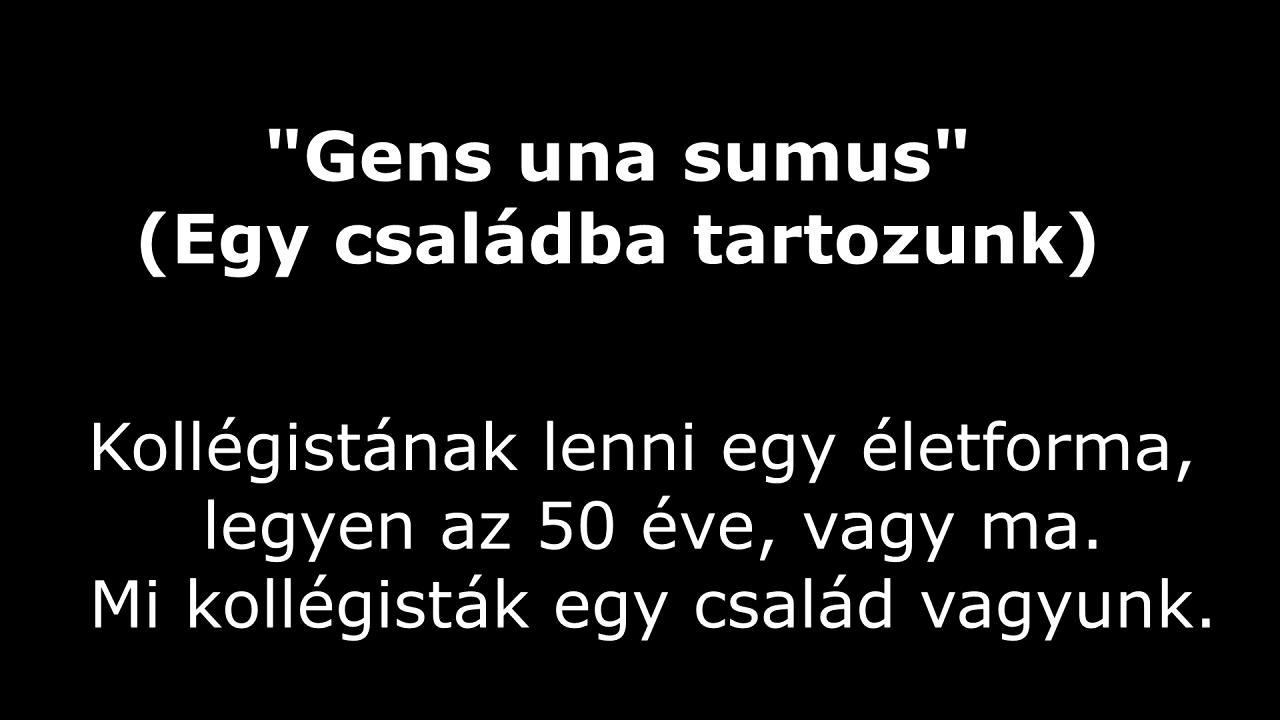 "Gens una sumus"
(Egy családba tartozunk)
Kollégistának lenni egy életforma,
legyen az 50 éve, vagy ma.
Mi kollégisták egy család vagyunk.